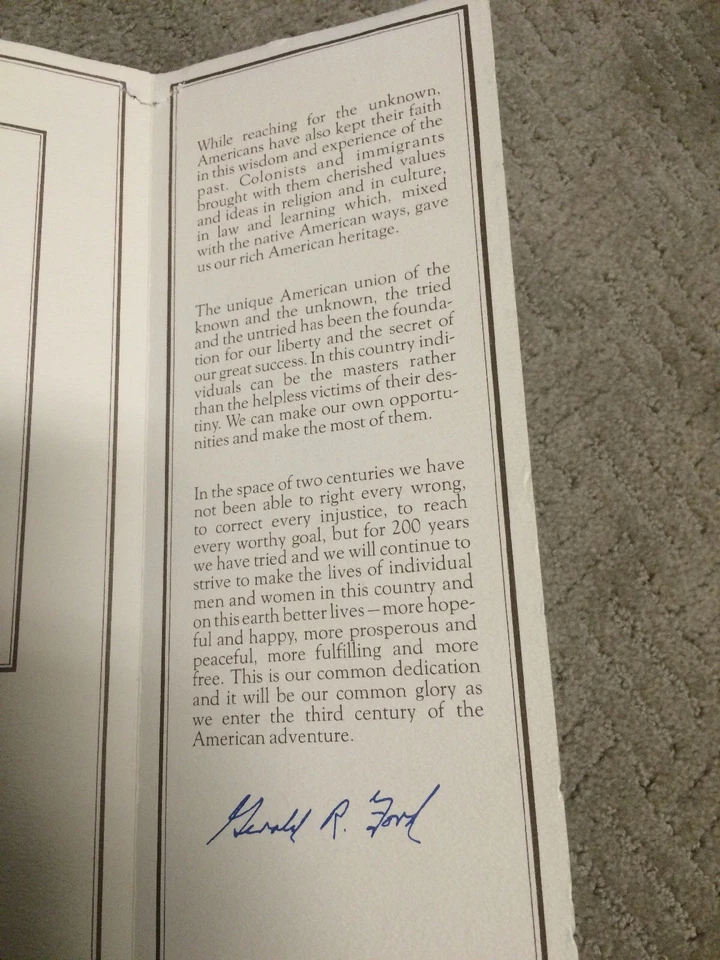 While reaching for the unknown,
Americans have also kept their faith
in this wisdom and experience of the
past. Colonists and immigrants
brought with them cherished values
and ideas in religion and in culture,
in law and learning which, mixed
with the native American ways, gave
us our rich American heritage.
The unique American union of the
known and the unknown, the tried
and the untried has been the founda-
tion for our liberty and the secret of
our great success. In this country indi-
viduals can be the masters rather
than the helpless victims of their des-
tiny. We can make our own opportu-
nities and make the most of them.
In the space of two centuries we have
not been able to right every wrong,
to correct every injustice, to reach
every worthy goal, but for 200 years
we have tried and we will continue to
strive to make the lives of individual
men and women in this country and
on this earth better lives—more hope-
ful and happy, more prosperous and
peaceful, more fulfilling and more
free. This is our common dedication
and it will be our common glory as
we enter the third century of the
American adventure.
Gerald R. Ford